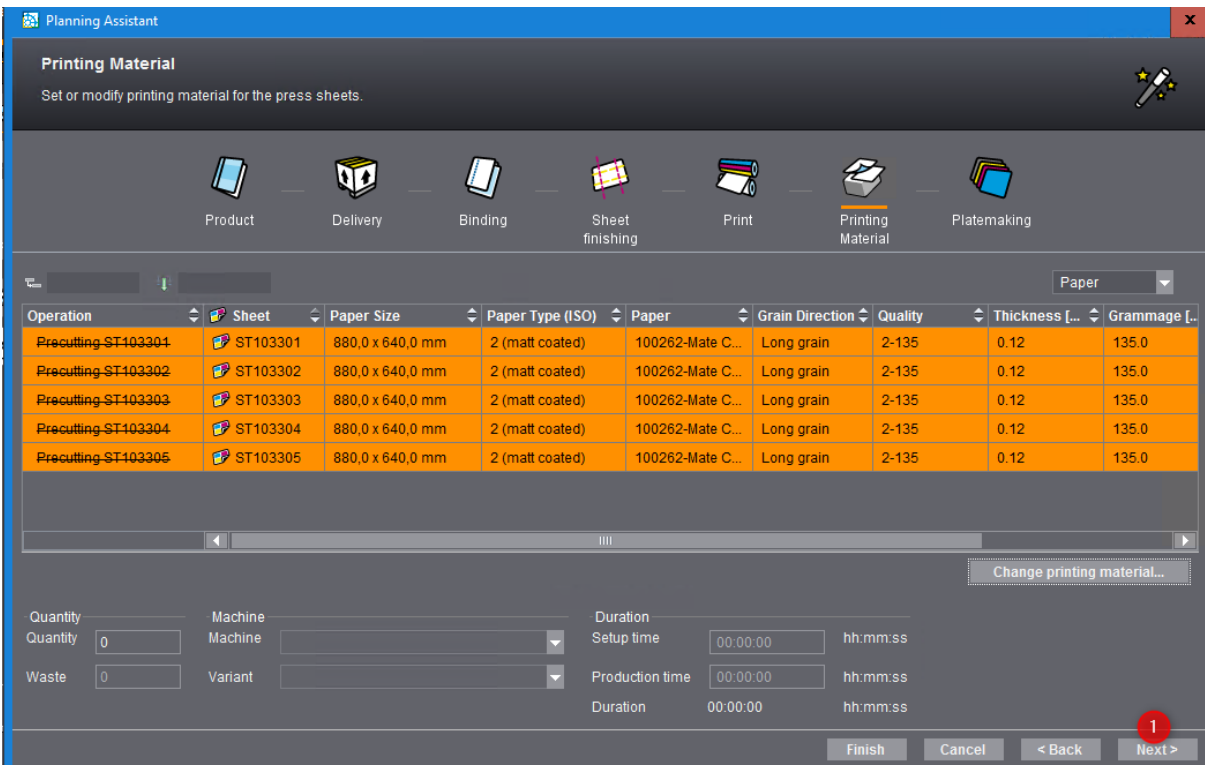 Planning Assistant
x
Printing Material
Set or modify printing material for the press sheets.
Product Delivery Binding Sheet finishing Print Printing Material Platemaking
Paper
Operation Sheet Paper Size Paper Type (ISO) Paper Grain Direction Quality Thickness [... Grammage [..
Precutting ST103301 ST103301 880,0 x 640,0 mm 2 (matt coated) 100262-Mate C... Long grain 2-135 0.12 135.0
Precutting ST103302 ST103302 880,0 x 640,0 mm 2 (matt coated) 100262-Mate C... Long grain 2-135 0.12 135.0
Precutting ST103303 ST103303 880,0 x 640,0 mm 2 (matt coated) 100262-Mate C... Long grain 2-135 0.12 135.0
Precutting ST103304 ST103304 880,0 x 640,0 mm 2 (matt coated) 100262-Mate C... Long grain 2-135 0.12 135.0
Precutting ST103305 ST103305 880,0 x 640,0 mm 2 (matt coated) 100262-Mate C... Long grain 2-135 0.12 135.0
Change printing material...
Quantity Machine Duration
Quantity 0 Machine Setup time 00:00:00 hh:mm:ss
Waste 0 Variant Production time 00:00:00 hh:mm:ss
Duration 00:00:00 hh:mm:ss
1
Finish Cancel < Back Next >